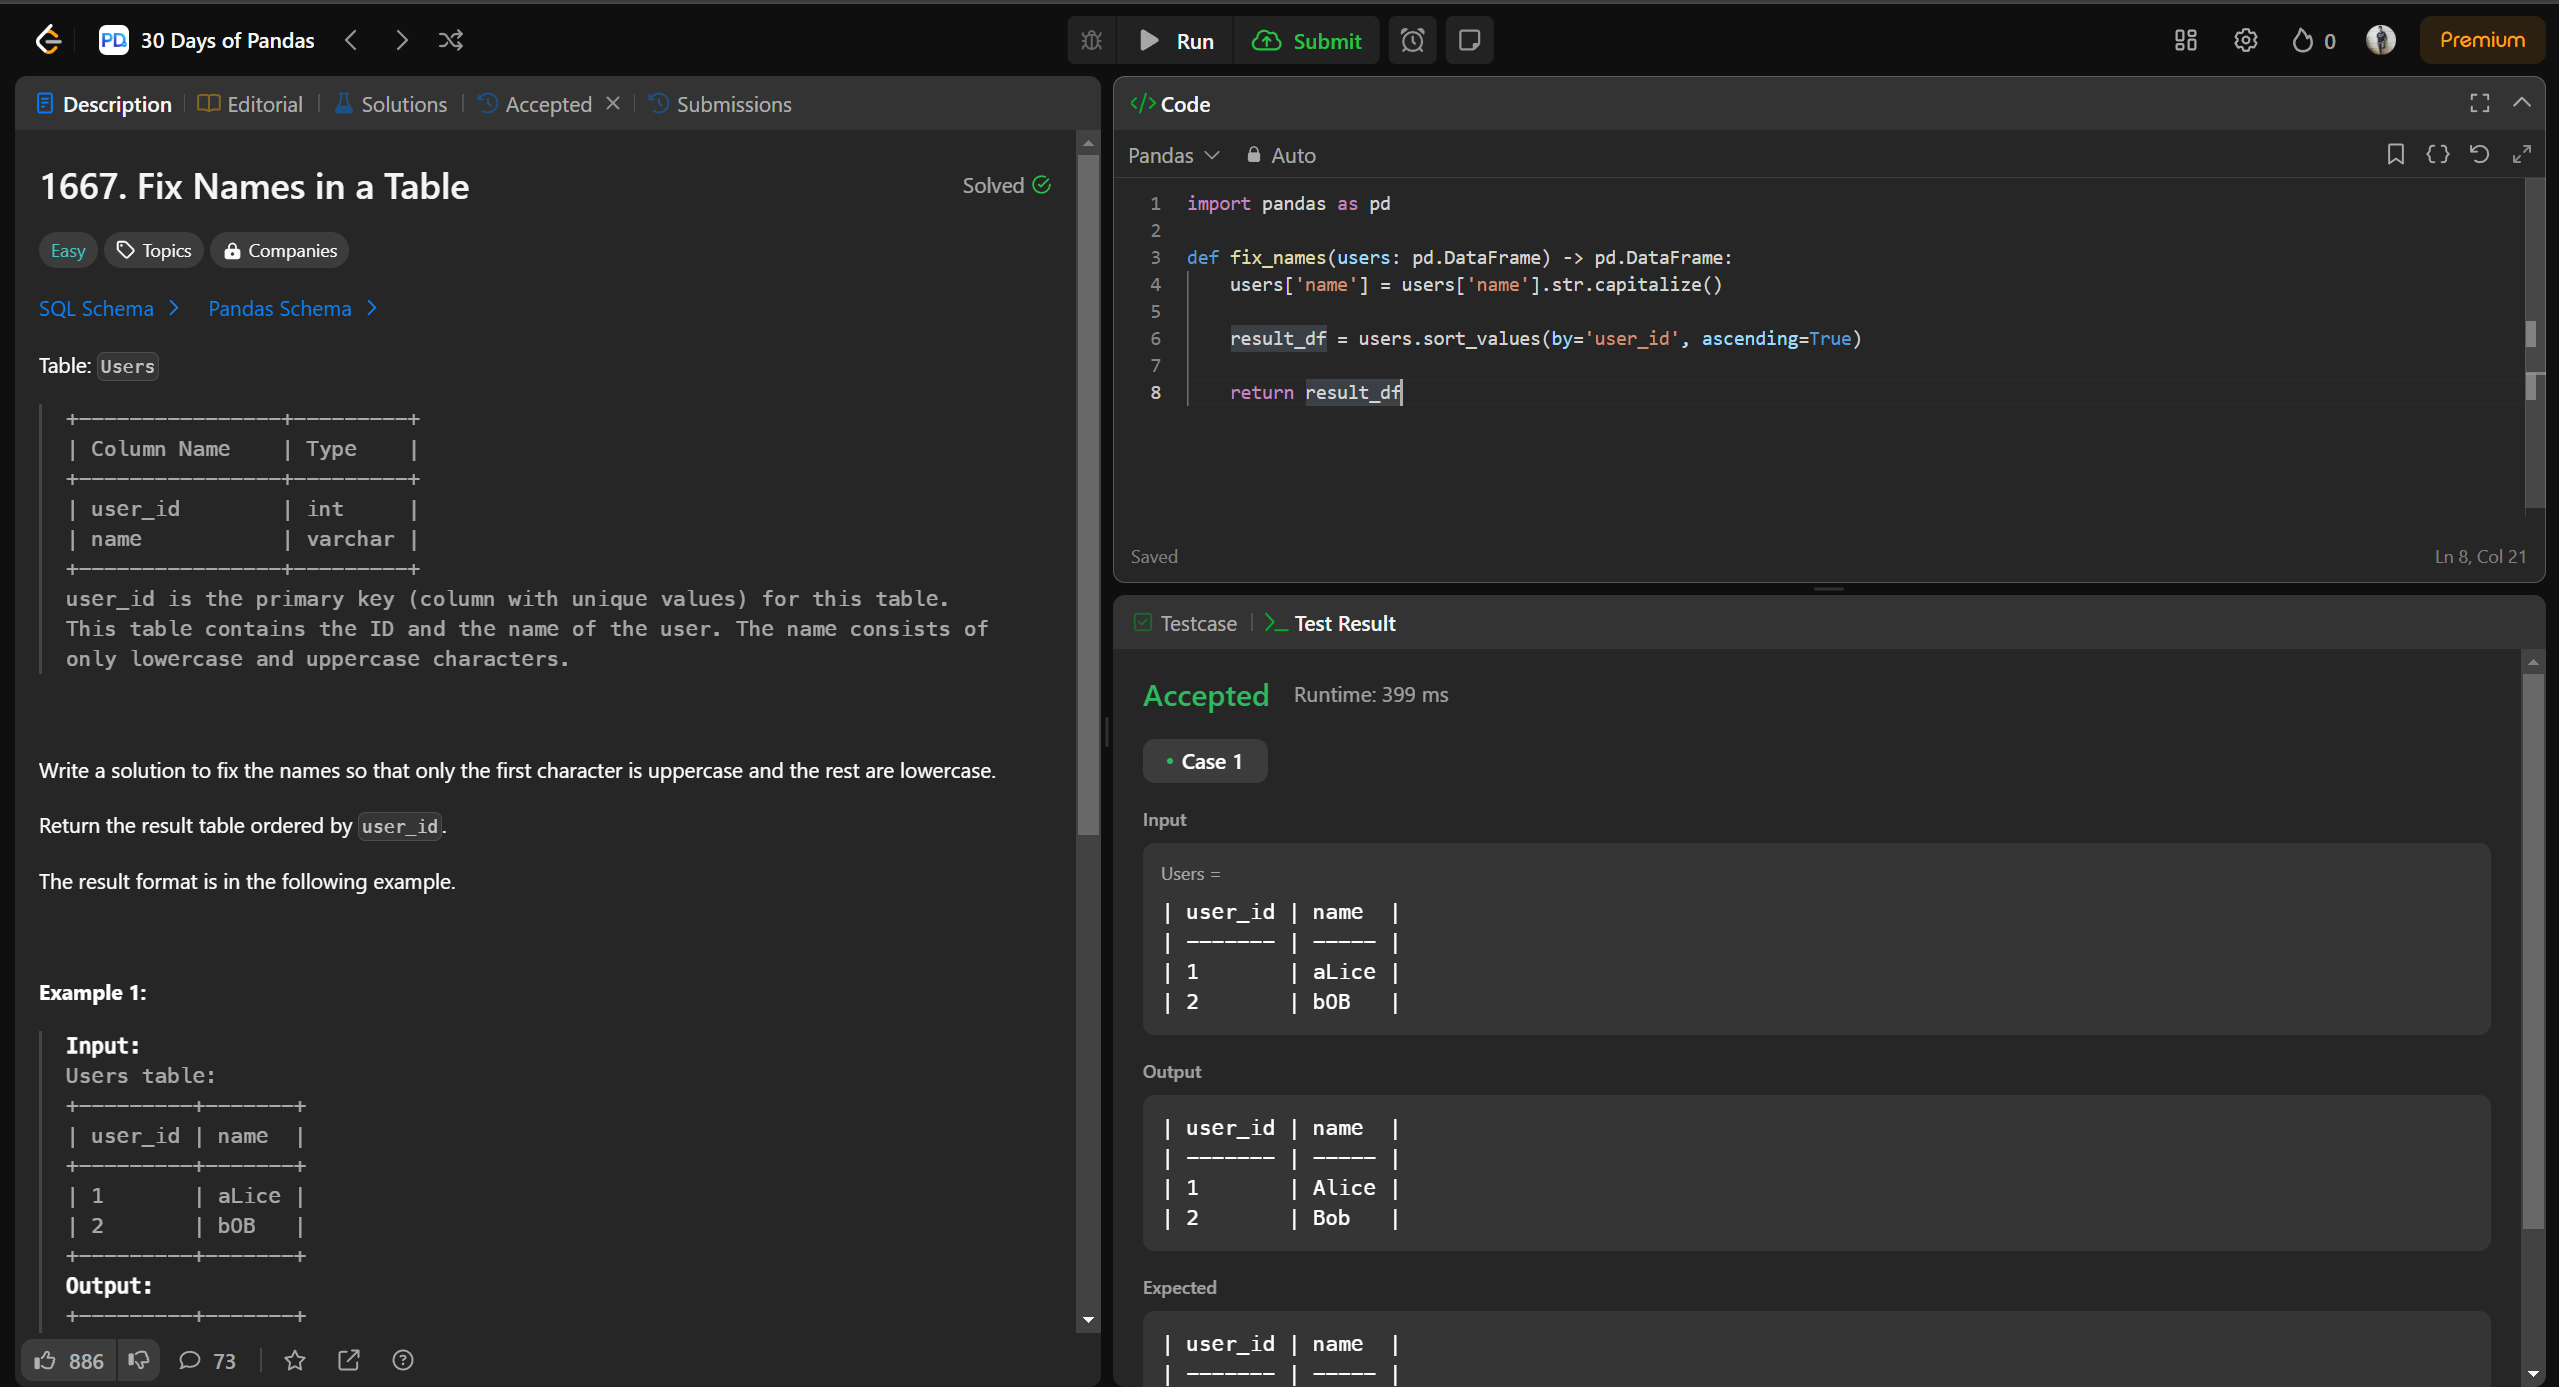 PD 30 Days of Pandas
Run
Submit
0
Premium
Description
Editorial
Solutions
Accepted
Submissions
1667. Fix Names in a Table
Solved
Easy
Topics
Companies
SQL Schema
Pandas Schema
Table: Users
+----------------+---------+
| Column Name    | Type    |
+----------------+---------+
| user_id        | int     |
| name           | varchar |
+----------------+---------+
user_id is the primary key (column with unique values) for this table.
This table contains the ID and the name of the user. The name consists of
only lowercase and uppercase characters.
Write a solution to fix the names so that only the first character is uppercase and the rest are lowercase.
Return the result table ordered by user_id.
The result format is in the following example.
Example 1:
Input:
Users table:
+---------+-------+
| user_id | name  |
+---------+-------+
| 1       | aLice |
| 2       | bOB   |
+---------+-------+
Output:
+---------+-------+
886
73
</> Code
Pandas
Auto
1 import pandas as pd
2
3 def fix_names(users: pd.DataFrame) -> pd.DataFrame:
4     users['name'] = users['name'].str.capitalize()
5
6     result_df = users.sort_values(by='user_id', ascending=True)
7
8     return result_df
Saved
Ln 8, Col 21
Testcase
>_ Test Result
Accepted
Runtime: 399 ms
• Case 1
Input
Users =
| user_id | name  |
| ------- | ----- |
| 1       | aLice |
| 2       | bOB   |
Output
| user_id | name  |
| ------- | ----- |
| 1       | Alice |
| 2       | Bob   |
Expected
| user_id | name  |
| ------- | ----- |